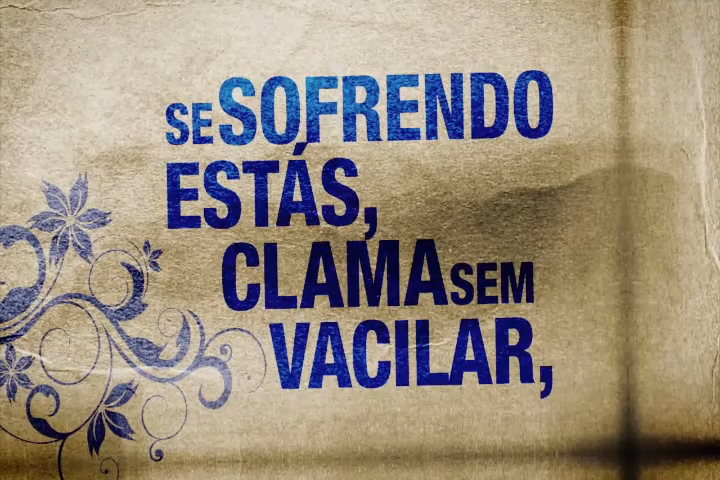 SE SOFRENDO
ESTÁS,
CLAMA SEM
VACILAR,